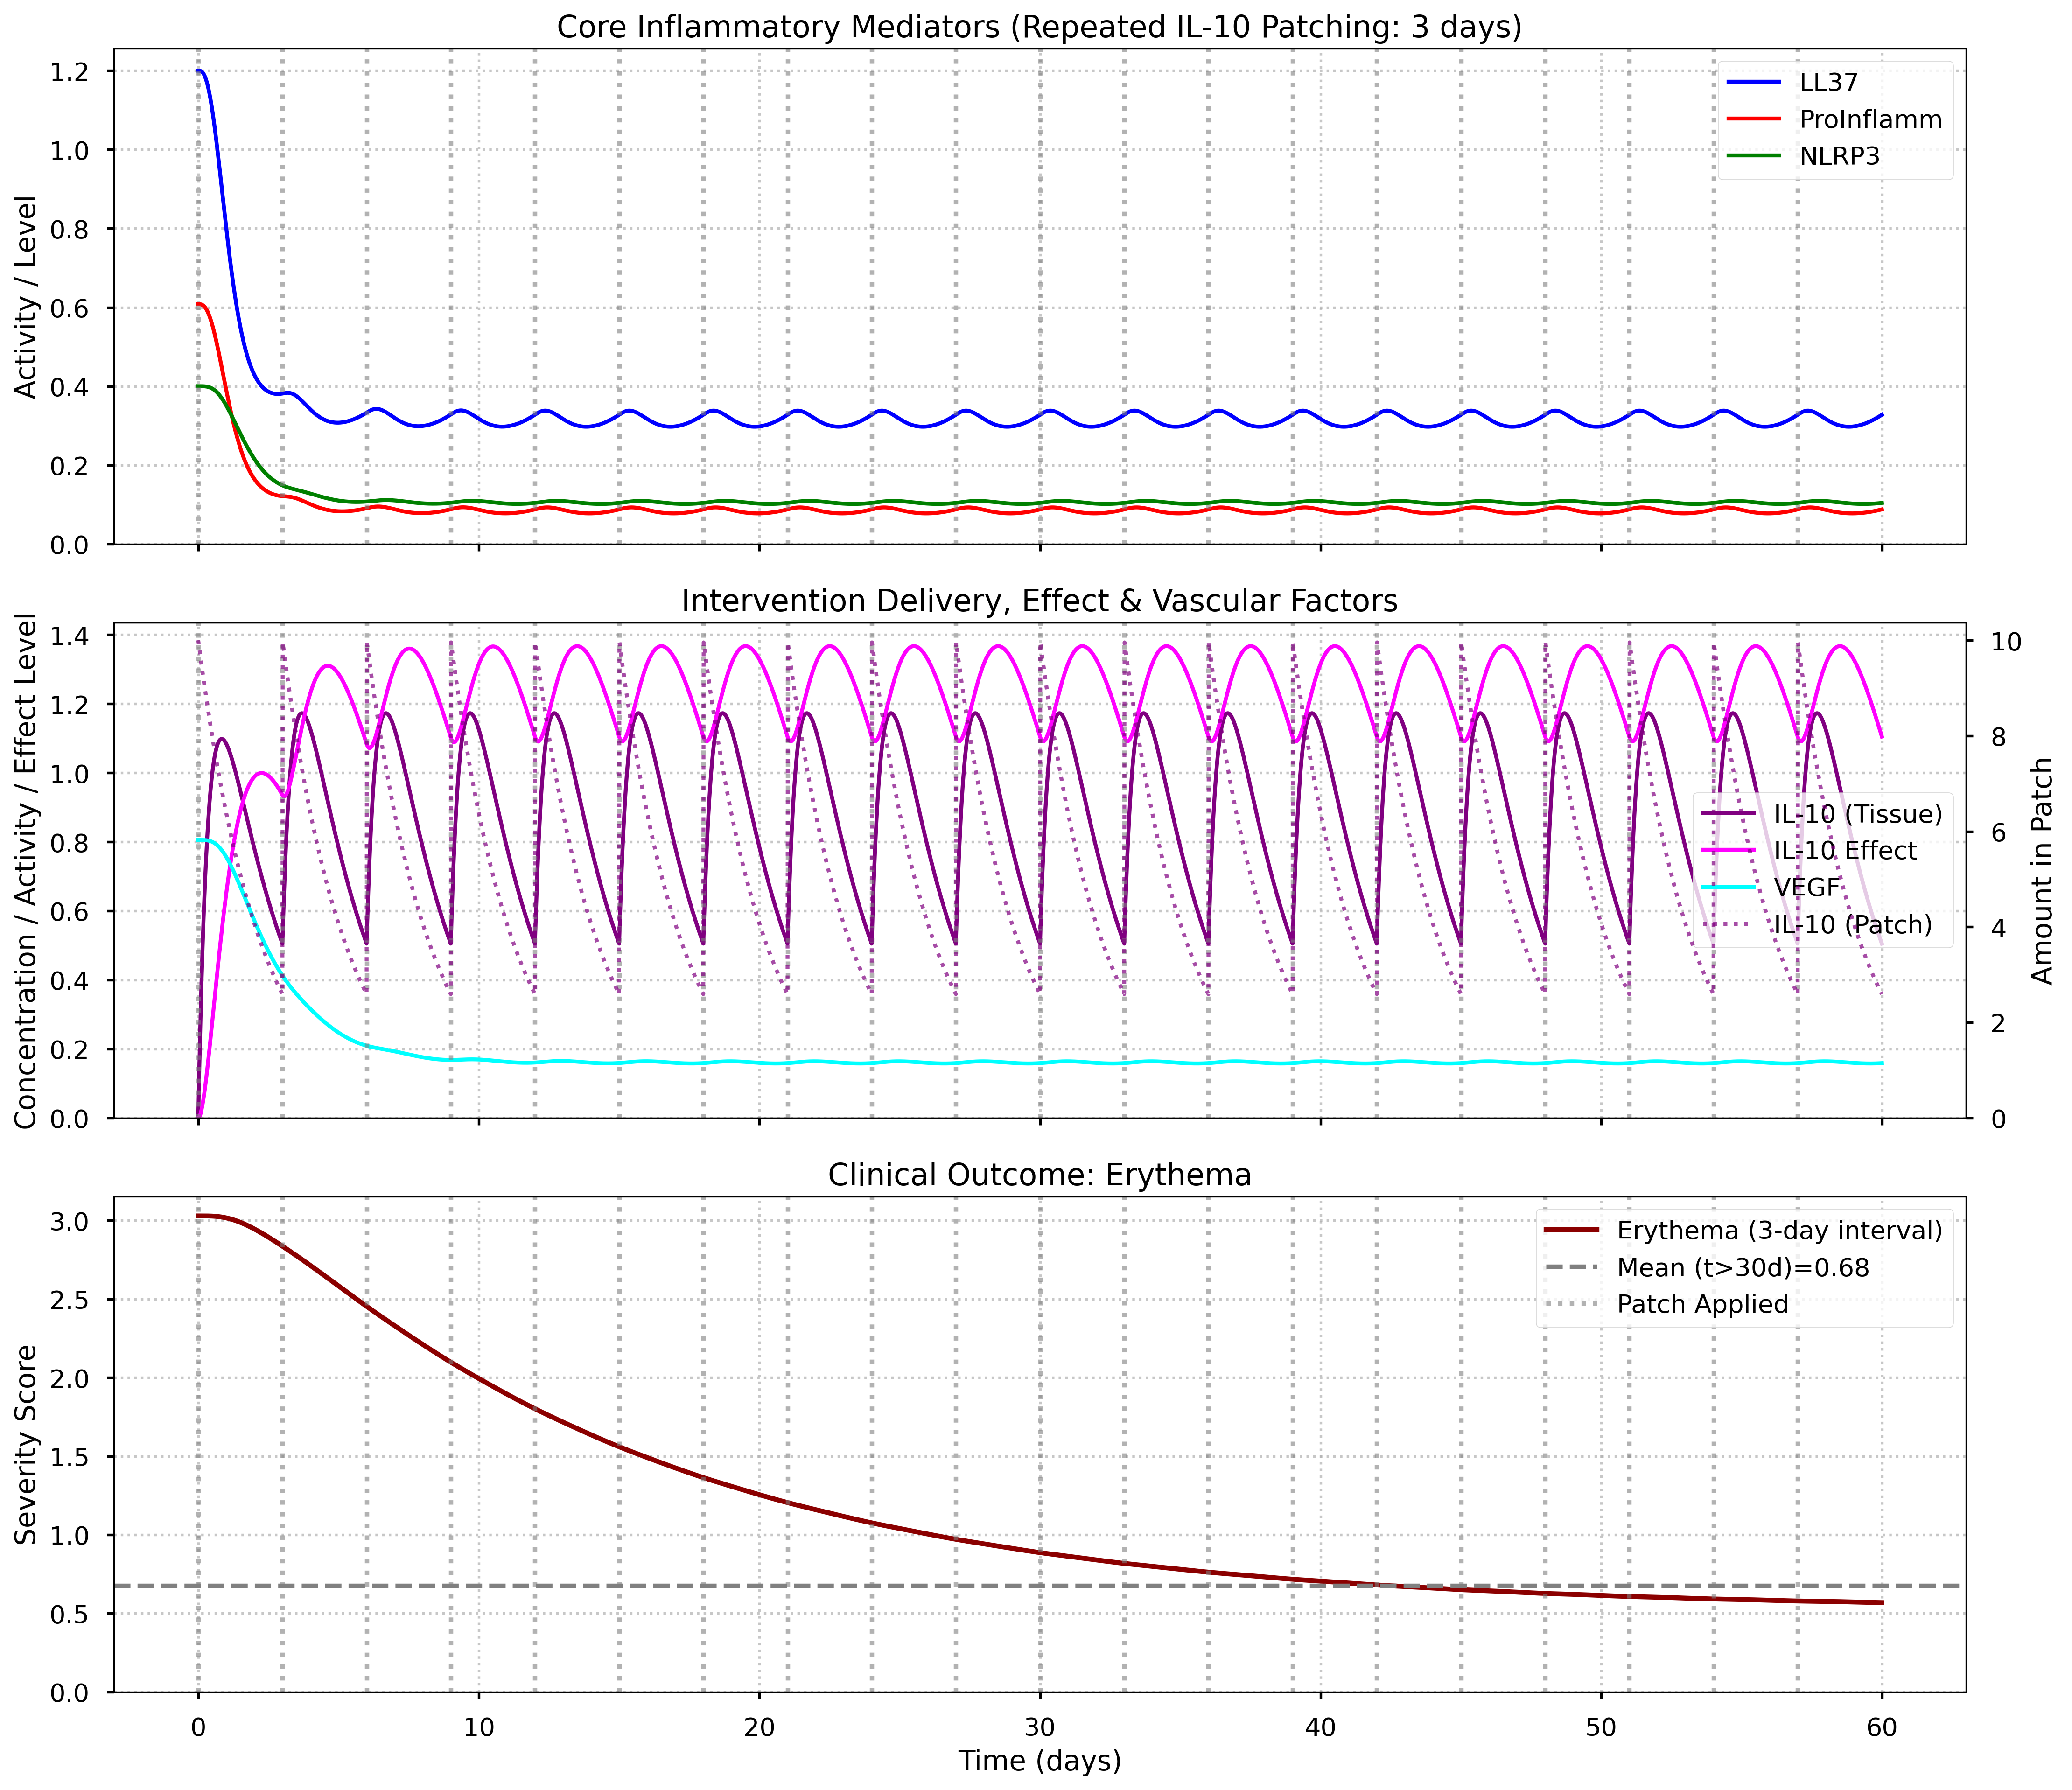 Core Inflammatory Mediators (Repeated IL-10 Patching: 3 days)
Activity / Level
1.2
1.0
0.8
0.6
0.4
0.2
0.0
LL37
ProInflamm
NLRP3
Intervention Delivery, Effect & Vascular Factors
Concentration / Activity / Effect Level
1.4
1.2
1.0
0.8
0.6
0.4
0.2
0.0
IL-10 (Tissue)
IL-10 Effect
VEGF
IL-10 (Patch)
10
8
6
4
2
0
Amount in Patch
Clinical Outcome: Erythema
Severity Score
3.0
2.5
2.0
1.5
1.0
0.5
0.0
Erythema (3-day interval)
Mean (t>30d)=0.68
Patch Applied
0 10 20 30 40 50 60
Time (days)